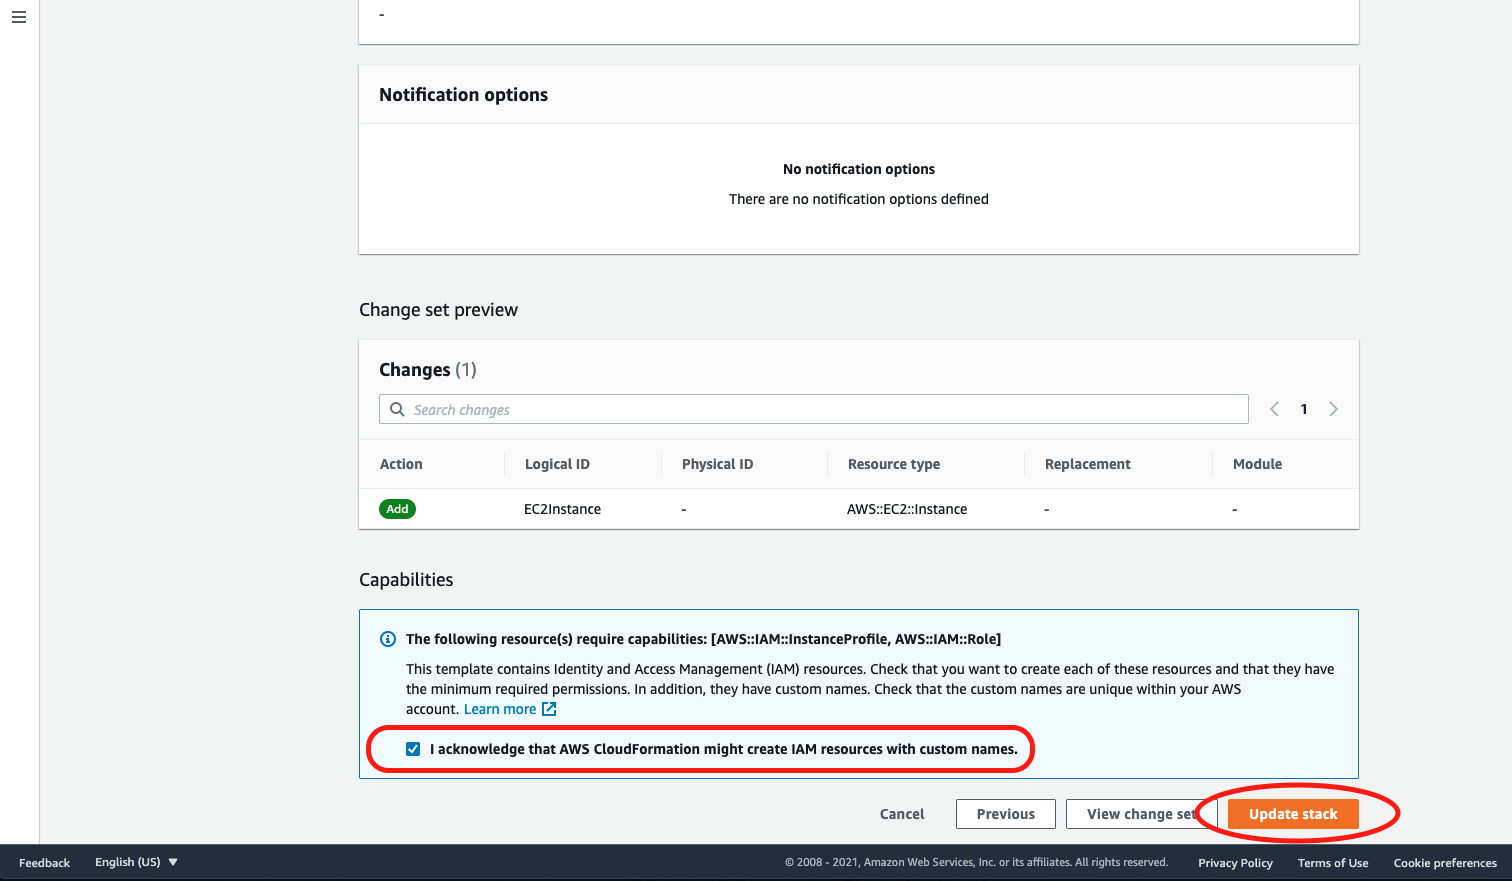 -
Notification options
No notification options
There are no notification options defined
Change set preview
Changes (1)
Search changes
1
Action Logical ID Physical ID Resource type Replacement Module
Add EC2Instance - AWS::EC2::Instance - -
Capabilities
The following resource(s) require capabilities: [AWS::IAM::InstanceProfile, AWS::IAM::Role]
This template contains Identity and Access Management (IAM) resources. Check that you want to create each of these resources and that they have
the minimum required permissions. In addition, they have custom names. Check that the custom names are unique within your AWS
account. Learn more
I acknowledge that AWS CloudFormation might create IAM resources with custom names.
Cancel Previous View change set Update stack
Feedback English (US) © 2008 - 2021, Amazon Web Services, Inc. or its affiliates. All rights reserved. Privacy Policy Terms of Use Cookie preferences